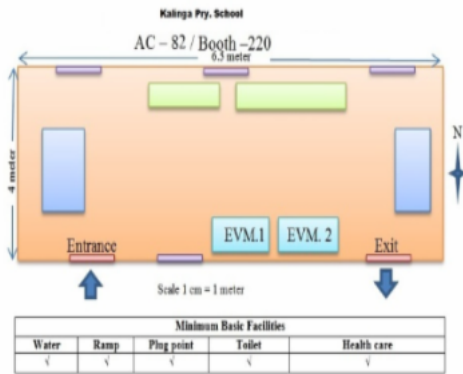 Kalinga Pry. School
AC – 82 / Booth –220
6.5 meter
N
4 meter
EVM.1 EVM. 2
Entrance Exit
Scale 1 cm = 1 meter
Minimum Basic Facilities
Water Ramp Plug point Toilet Health care
√ √ √ √ √